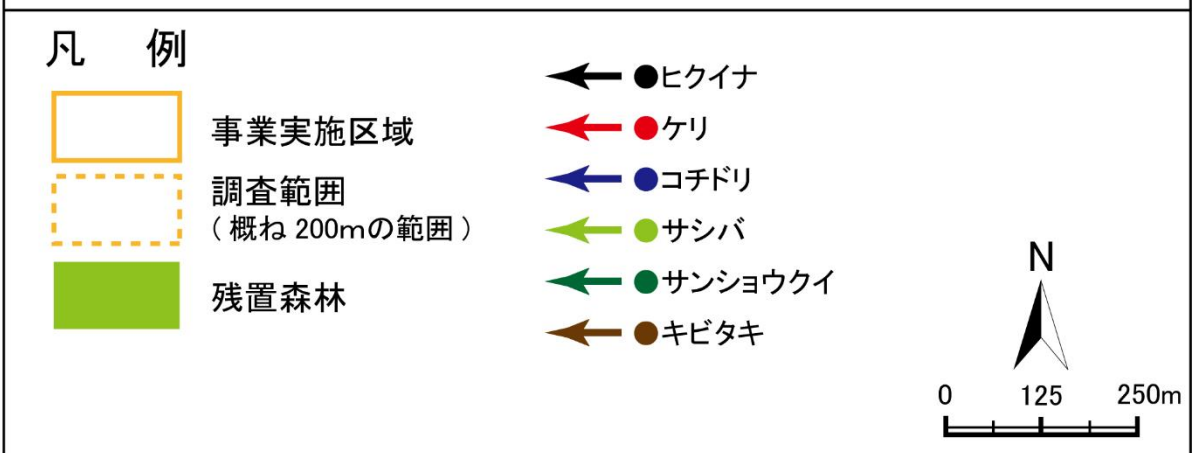 凡　例
事業実施区域
調査範囲
（概ね 200mの範囲）
残置森林
ヒクイナ
ケリ
コチドリ
サシバ
サンショウクイ
キビタキ
N
0 125 250m